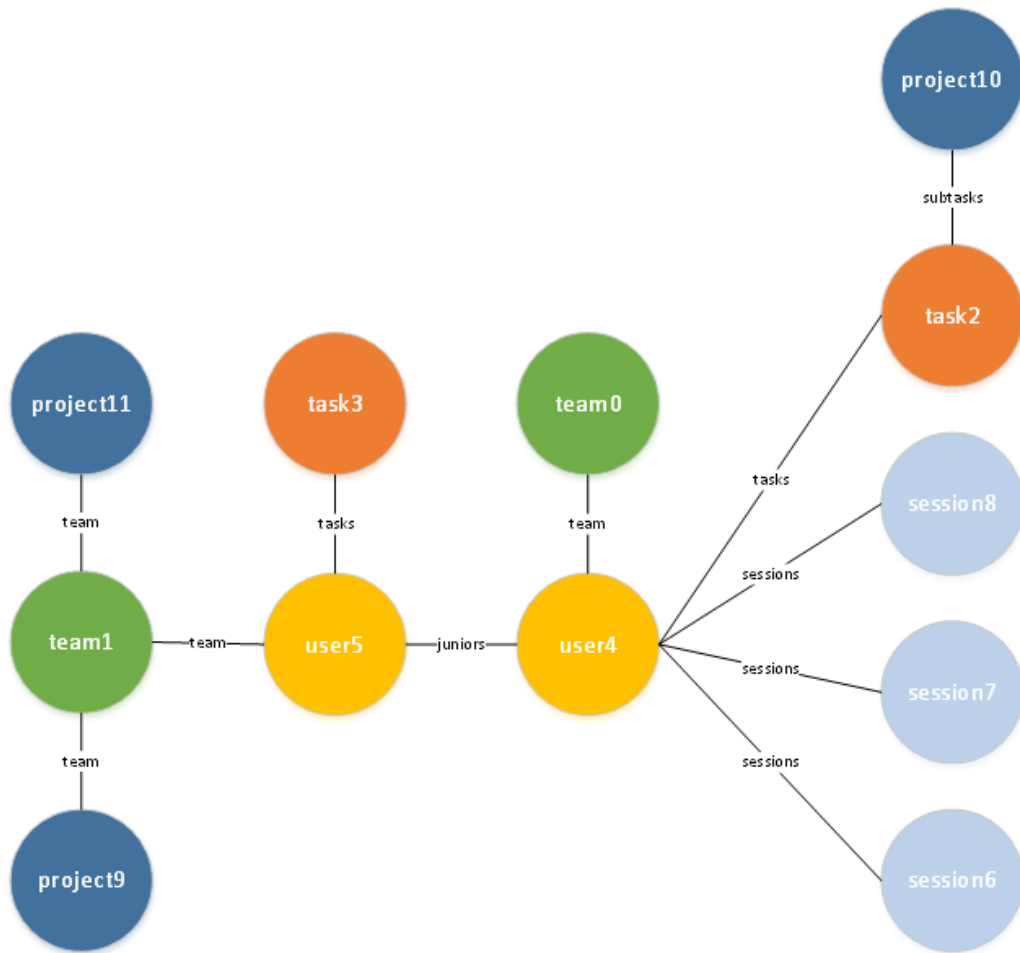 project10
subtasks
task2
project11
task3
team0
tasks
session8
team
tasks
team
sessions
team1
team
user5
juniors
user4
sessions
session7
team
sessions
project9
session6